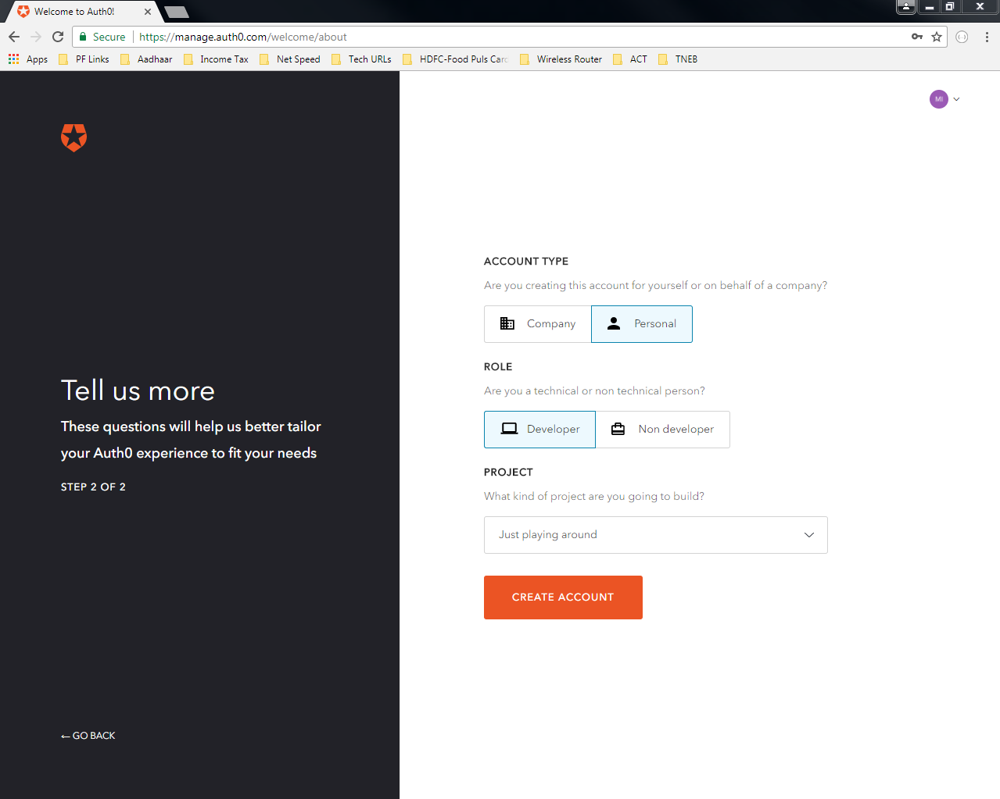 Welcome to Auth0!
Secure https://manage.auth0.com/welcome/about
Apps PF Links Aadhaar Income Tax Net Speed Tech URLs HDFC-Food Puls Card Wireless Router ACT TNEB
MI
ACCOUNT TYPE
Are you creating this account for yourself or on behalf of a company?
Company Personal
ROLE
Are you a technical or non technical person?
Developer Non developer
PROJECT
What kind of project are you going to build?
Just playing around
CREATE ACCOUNT
Tell us more
These questions will help us better tailor
your Auth0 experience to fit your needs
STEP 2 OF 2
← GO BACK